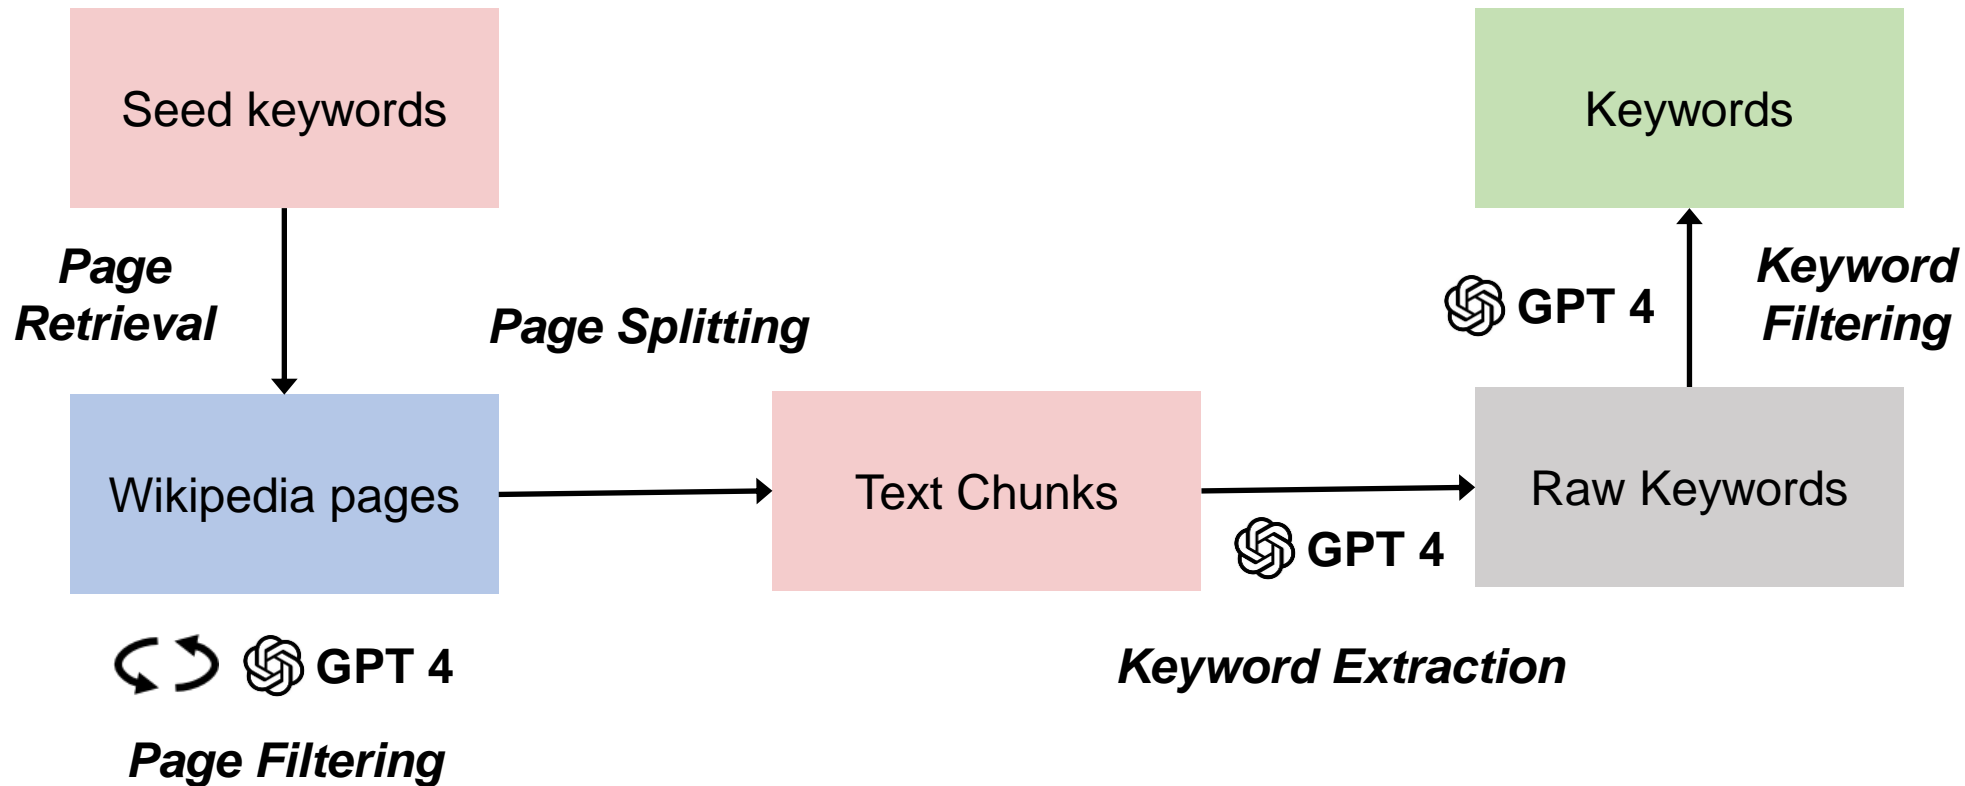 Seed keywords
Keywords
Page
Retrieval
Page Splitting
GPT 4
Keyword
Filtering
Wikipedia pages
Text Chunks
Raw Keywords
GPT 4
GPT 4
Keyword Extraction
Page Filtering